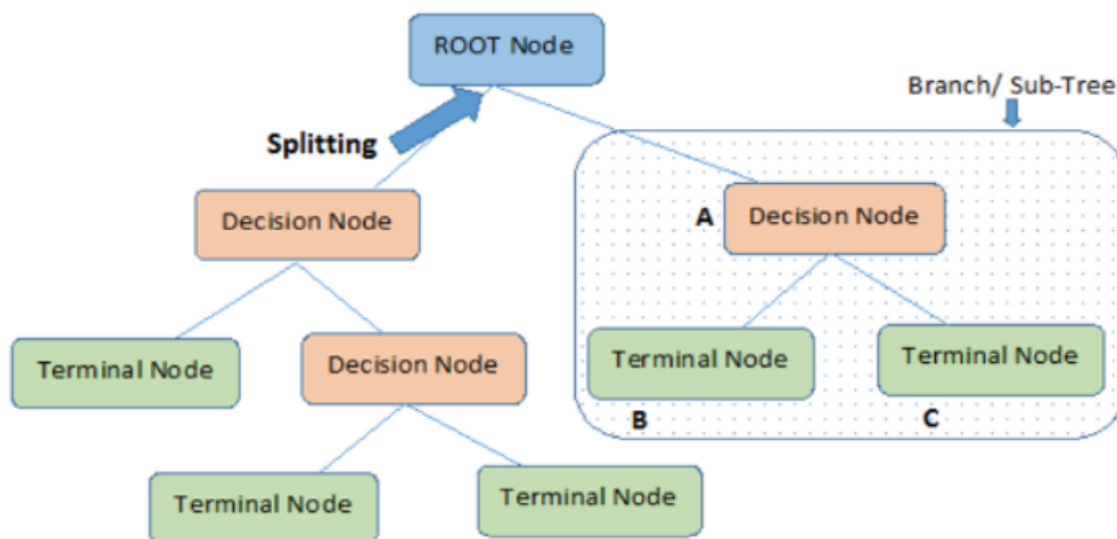 ROOT Node
Branch/ Sub-Tree
Splitting
Decision Node
A
Decision Node
Terminal Node
Decision Node
Terminal Node
Terminal Node
B
C
Terminal Node
Terminal Node